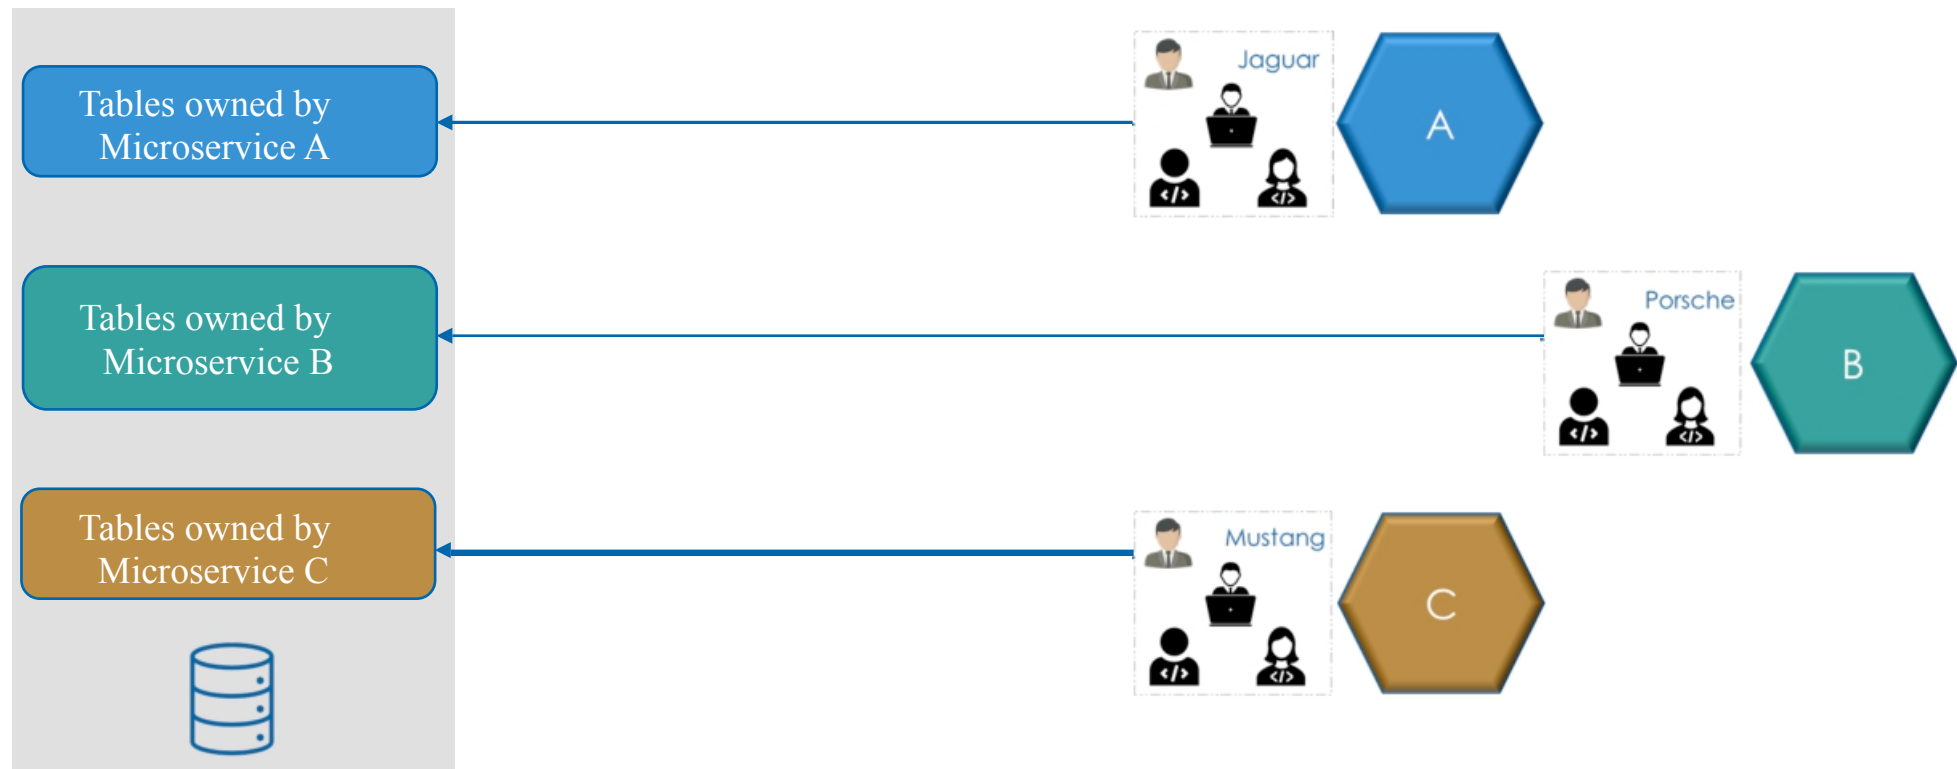 Tables owned by
Microservice A
Jaguar
A
Tables owned by
Microservice B
Porsche
B
Tables owned by
Microservice C
Mustang
C